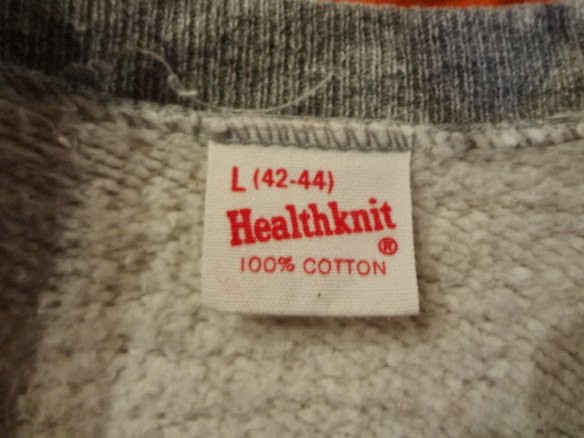 L (42-44)
Healthknit
®
100% COTTON